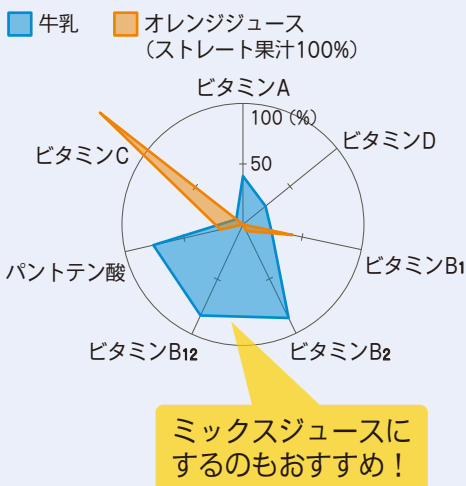 牛乳
オレンジジュース
（ストレート果汁100%）
ビタミンA
100 (%)
ビタミンD
50
ビタミンC
ビタミンB1
パントテン酸
ビタミンB12
ビタミンB2
ミックスジュースに
するのもおすすめ！